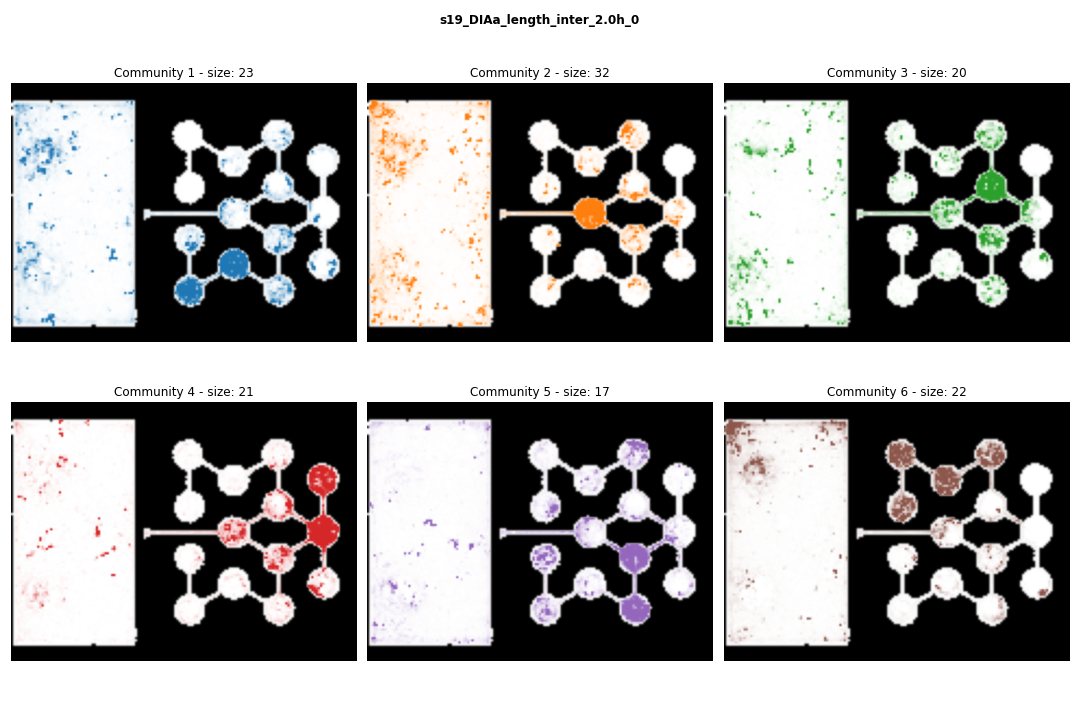 s19_DIAa_length_inter_2.0h_0
Community 1 - size: 23
Community 2 - size: 32
Community 3 - size: 20
Community 4 - size: 21
Community 5 - size: 17
Community 6 - size: 22